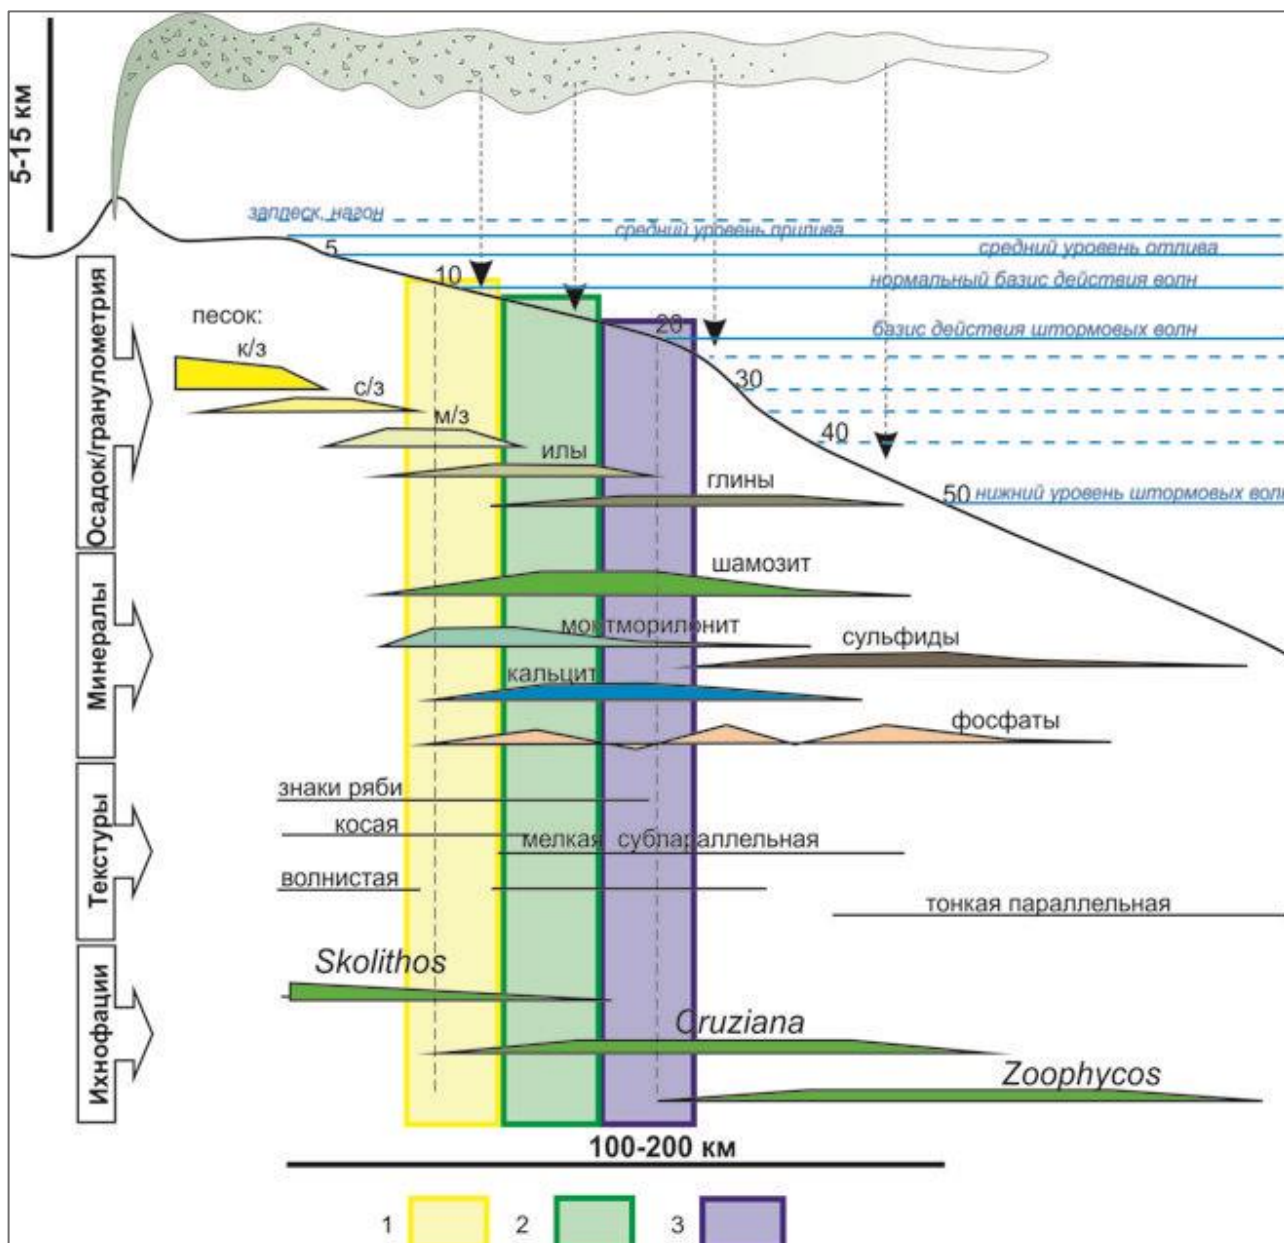 5-15 км
заплеск, нагон
средний уровень прилива
5
средний уровень отлива
10
нормальный базис действия волн
20
базис действия штормовых волн
30
40
50
нижний уровень штормовых волн
Осадок/гранулометрия
песок:
к/з
с/з
м/з
илы
глины
Минералы
шамозит
монтморилонит
сульфиды
кальцит
фосфаты
Текстуры
знаки ряби
косая
мелкая субпараллельная
волнистая
тонкая параллельная
Ихнофации
Skolithos
Cruziana
Zoophycos
100-200 км
1 2 3